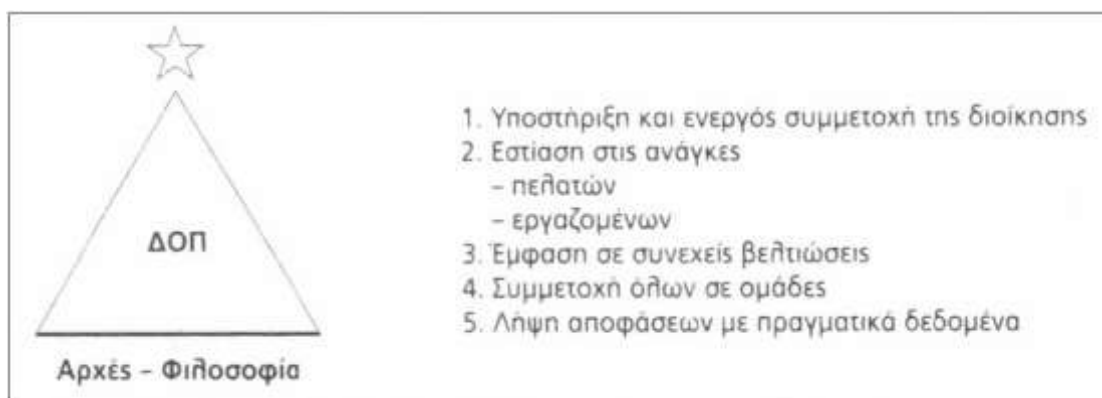 ΔΟΠ
Αρχές – Φιλοσοφία
1. Υποστήριξη και ενεργός συμμετοχή της διοίκησης
2. Εστίαση στις ανάγκες
– πελατών
– εργαζομένων
3. Έμφαση σε συνεχείς βελτιώσεις
4. Συμμετοχή όλων σε ομάδες
5. Λήψη αποφάσεων με πραγματικά δεδομένα